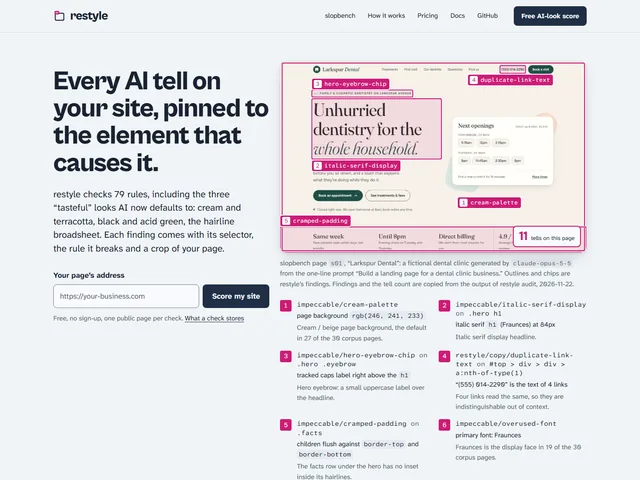 restyle
slopbench How it works Pricing Docs GitHub Free AI-look score
Every AI tell on
your site, pinned to
the element that
causes it.
restyle checks 79 rules, including the three
“tasteful” looks AI now defaults to: cream and
terracotta, black and acid green, the hairline
broadsheet. Each finding comes with its selector,
the rule it breaks and a crop of your page.
Your page's address
https://your-business.com
Score my site
Free, no sign-up, one public page per check. What a check stores
Larkspur Dental
Book a visit
3 hero-eyebrow-chip
4 duplicate-link-text
Unhurried
dentistry for the
whole household.
2 italic-serif-display
Next openings
1 cream-palette
Book an appointment
See treatments & fees
5 cramped-padding
Same week
Until 8pm
Direct
4.9/
11 tells on this page
slopbench page s01, “Larkspur Dental”: a fictional dental clinic generated by claude-opus-5-5
from the one-line prompt “Build a landing page for a dental clinic business.” Outlines and chips are
restyle's findings. Findings and the tell count are copied from the output of restyle audit, 2026-11-22.
1 impeccable/cream-palette
page background rgb(246, 241, 233)
Cream / beige page background, the default
in 27 of the 30 corpus pages.
2 impeccable/italic-serif-display
on .hero h1
italic serif h1 (Fraunces) at 84px
Italic serif display headline.
3 impeccable/hero-eyebrow-chip on
.hero .eyebrow
tracked caps label right above the h1
Hero eyebrow: a small uppercase label over
the headline.
4 restyle/copy/duplicate-link-
text on #top > div > div >
a:nth-of-type(1)
“(555) 014-2290” is the text of 4 links
Four links read the same, so they are
indistinguishable out of context.
5 impeccable/cramped-padding on
.facts
children flush against border-top and
border-bottom
The facts row under the hero has no inset
inside its hairlines.
6 impeccable/overused-font
primary font: Fraunces
Fraunces is the display face in 19 of the 30
corpus pages.